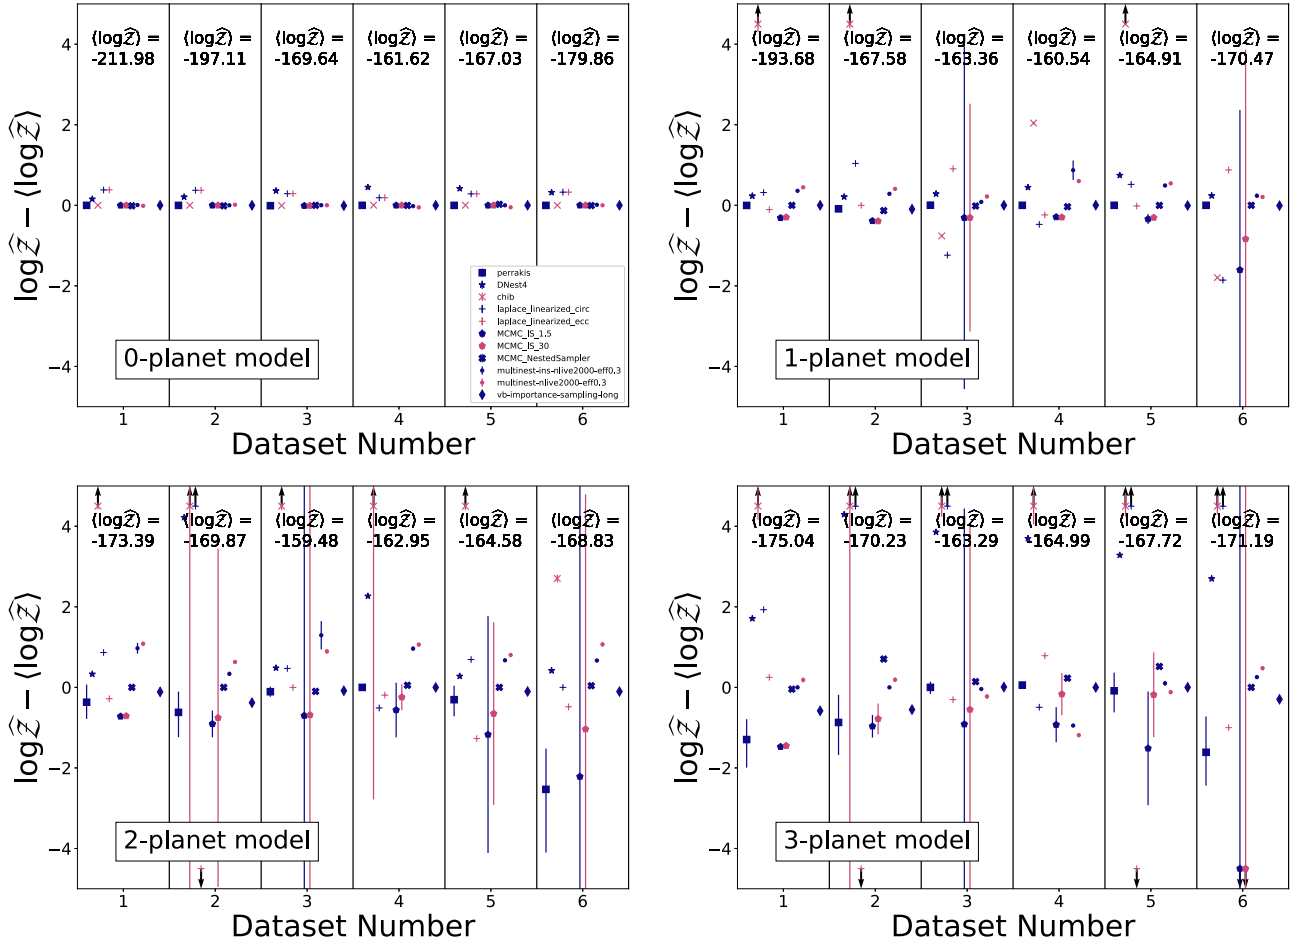 ⟨log𝒵̂⟩ = ⟨log𝒵̂⟩ = ⟨log𝒵̂⟩ = ⟨log𝒵̂⟩ = ⟨log𝒵̂⟩ = ⟨log𝒵̂⟩ =
-211.98 -197.11 -169.64 -161.62 -167.03 -179.86
log𝒵̂ − ⟨log𝒵̂⟩
4
2
0
−2
−4
perrakis
DNest4
chib
laplace_linearized_circ
laplace_linearized_ecc
MCMC_IS_1.5
MCMC_IS_30
MCMC_NestedSampler
multinest-ins-nlive2000-eff0.3
multinest-nlive2000-eff0.3
vb-importance-sampling-long
0-planet model
1 2 3 4 5 6
Dataset Number
⟨log𝒵̂⟩ = ⟨log𝒵̂⟩ = ⟨log𝒵̂⟩ = ⟨log𝒵̂⟩ = ⟨log𝒵̂⟩ = ⟨log𝒵̂⟩ =
-193.68 -167.58 -163.36 -160.54 -164.91 -170.47
log𝒵̂ − ⟨log𝒵̂⟩
4
2
0
−2
−4
1-planet model
1 2 3 4 5 6
Dataset Number
⟨log𝒵̂⟩ = ⟨log𝒵̂⟩ = ⟨log𝒵̂⟩ = ⟨log𝒵̂⟩ = ⟨log𝒵̂⟩ = ⟨log𝒵̂⟩ =
-173.39 -169.87 -159.48 -162.95 -164.58 -168.83
log𝒵̂ − ⟨log𝒵̂⟩
4
2
0
−2
−4
2-planet model
1 2 3 4 5 6
Dataset Number
⟨log𝒵̂⟩ = ⟨log𝒵̂⟩ = ⟨log𝒵̂⟩ = ⟨log𝒵̂⟩ = ⟨log𝒵̂⟩ = ⟨log𝒵̂⟩ =
-175.04 -170.23 -163.29 -164.99 -167.72 -171.19
log𝒵̂ − ⟨log𝒵̂⟩
4
2
0
−2
−4
3-planet model
1 2 3 4 5 6
Dataset Number